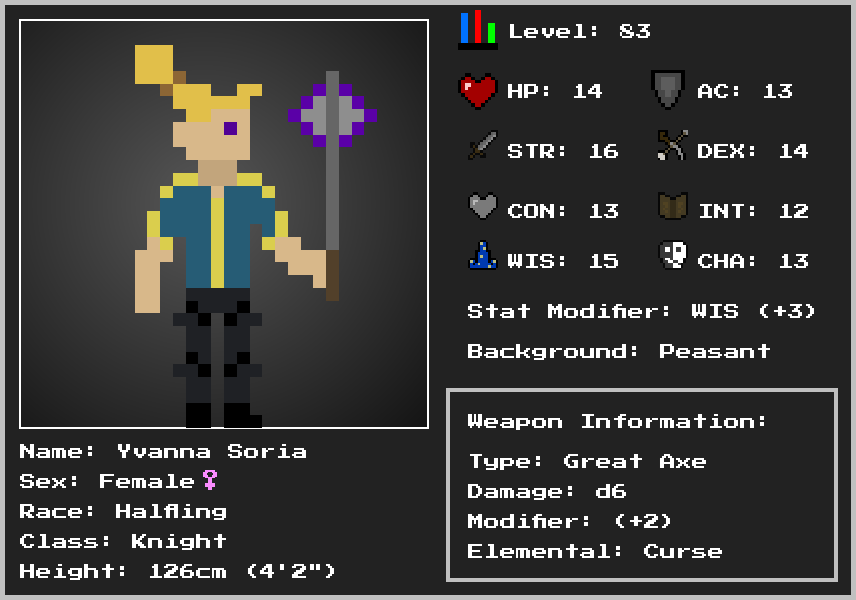 Level: 83
HP: 14 AC: 13
STR: 16 DEX: 14
CON: 13 INT: 12
WIS: 15 CHA: 13
Stat Modifier: WIS (+3)
Background: Peasant
Weapon Information:
Type: Great Axe
Damage: d6
Modifier: (+2)
Elemental: Curse
Name: Yvanna Soria
Sex: Female♀
Race: Halfling
Class: Knight
Height: 126cm (4'2")